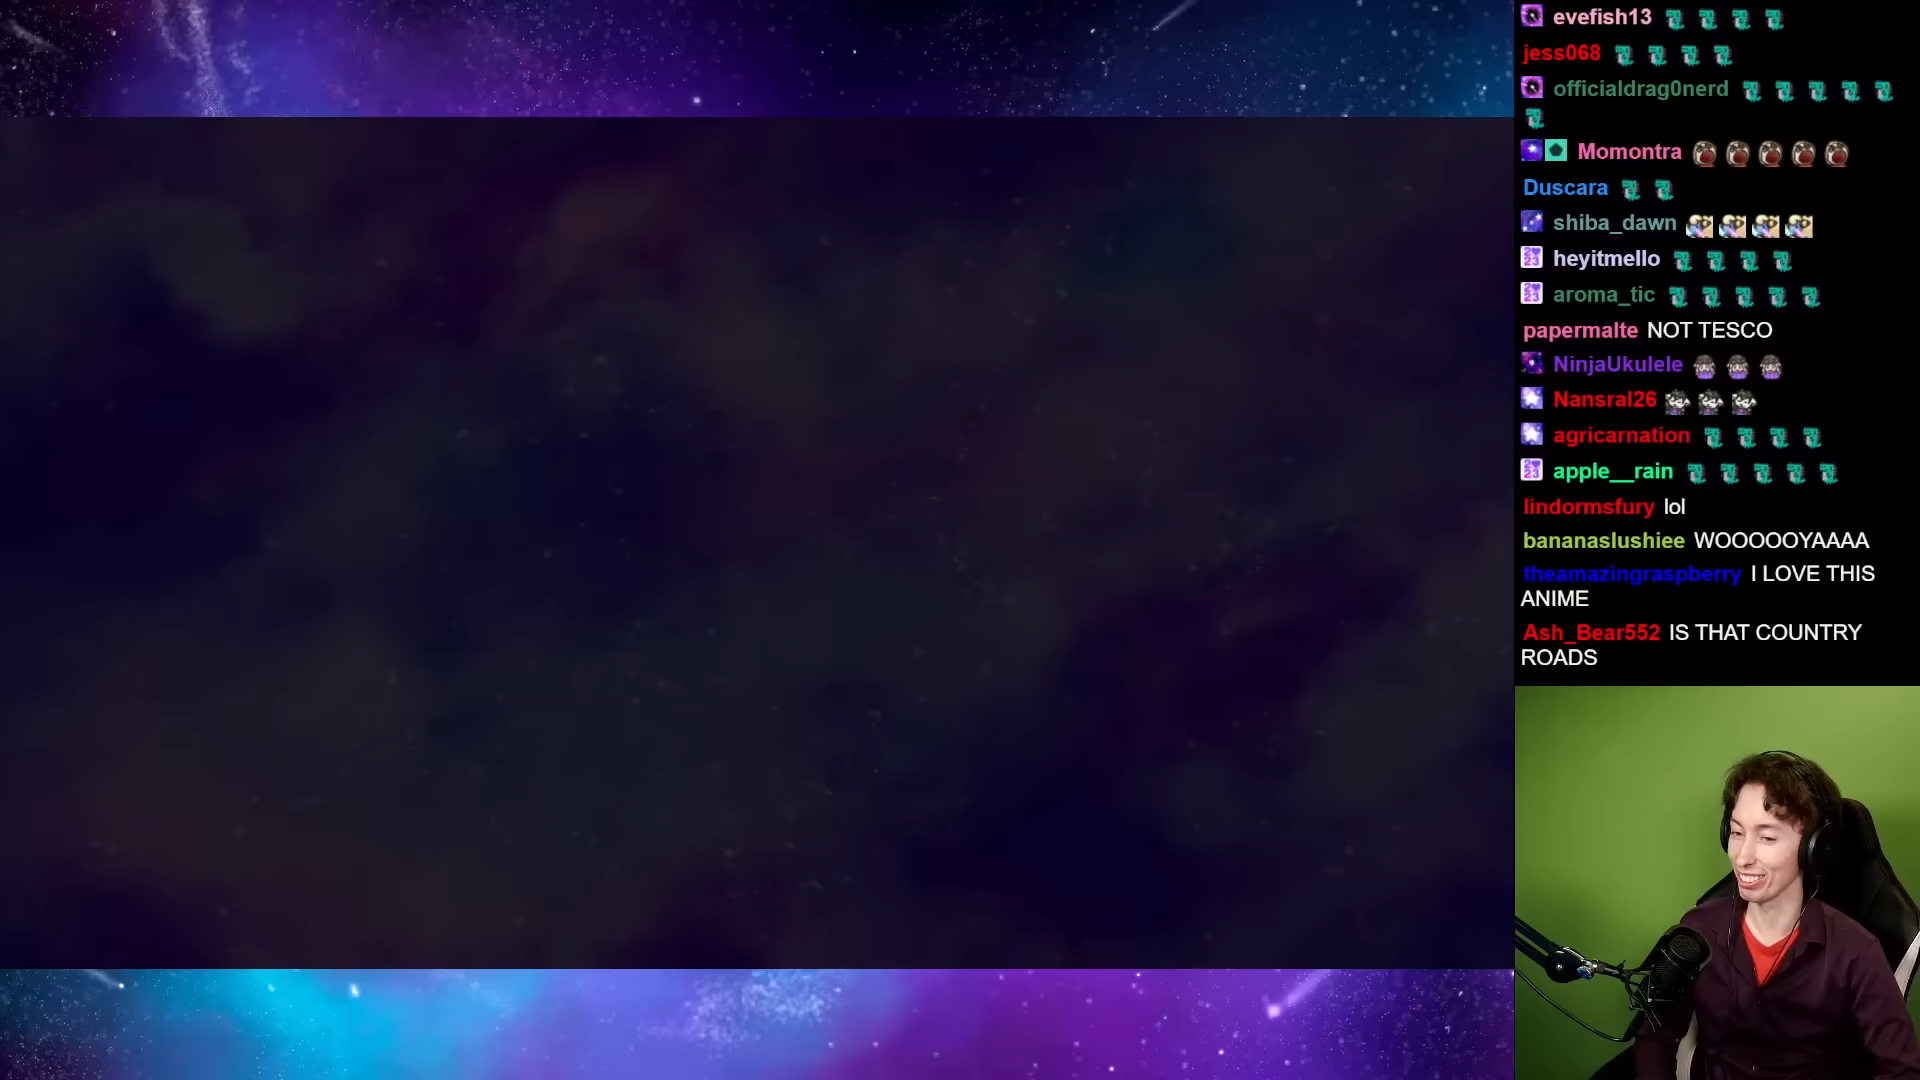 evefish13
jess068
officialdrag0nerd
Momontra
Duscara
shiba_dawn
heyitmello
aroma_tic
papermalte NOT TESCO
NinjaUkulele
Nansral26
agricarnation
apple__rain
lindormsfury lol
bananaslushiee WOOOOOYAAAA
theamazingraspberry I LOVE THIS
ANIME
Ash_Bear552 IS THAT COUNTRY
ROADS